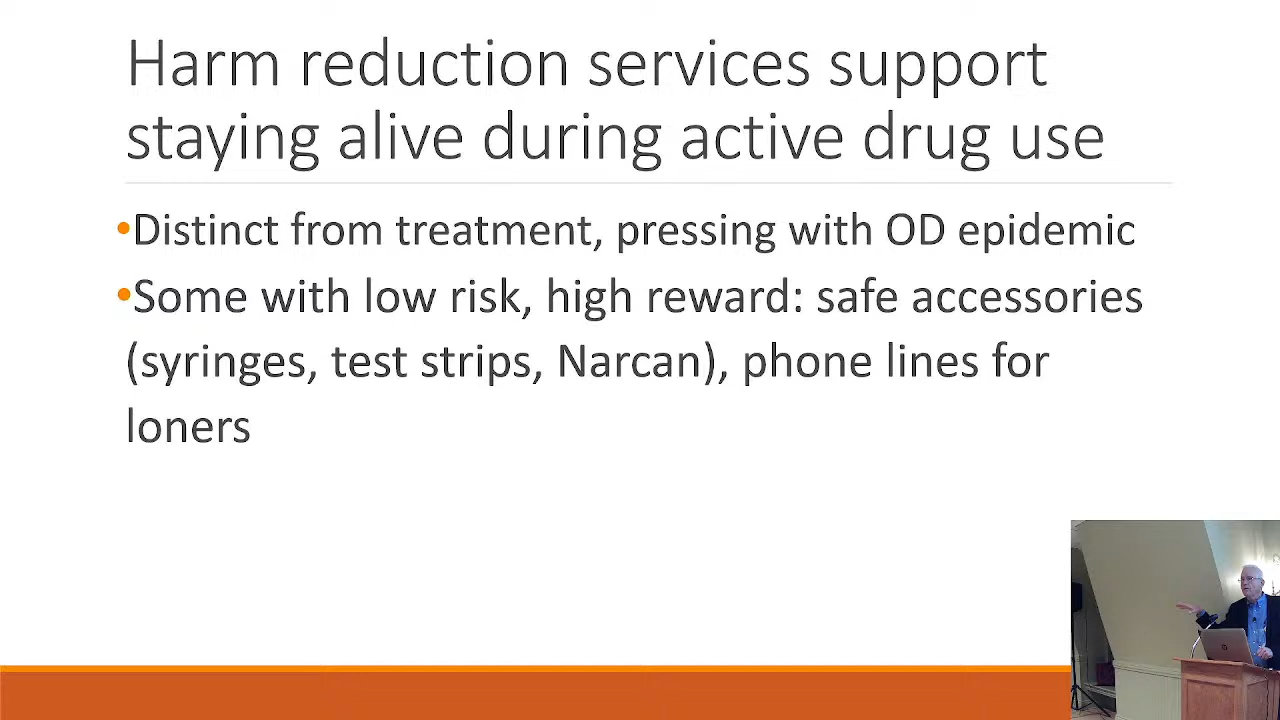 Harm reduction services support
staying alive during active drug use
•Distinct from treatment, pressing with OD epidemic
•Some with low risk, high reward: safe accessories
(syringes, test strips, Narcan), phone lines for
loners